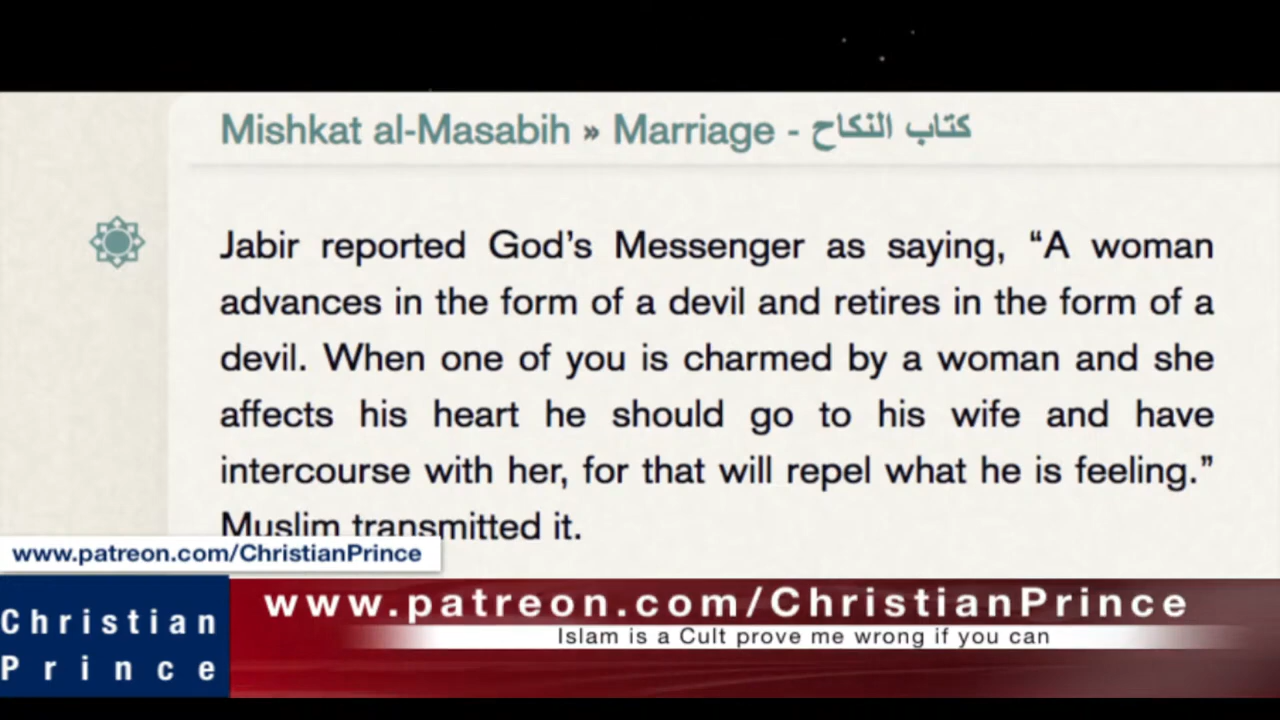 Mishkat al-Masabih » Marriage - كتاب النكاح
Jabir reported God’s Messenger as saying, “A woman
advances in the form of a devil and retires in the form of a
devil. When one of you is charmed by a woman and she
affects his heart he should go to his wife and have
intercourse with her, for that will repel what he is feeling.”
Muslim transmitted it.
www.patreon.com/ChristianPrince
www.patreon.com/ChristianPrince
Islam is a Cult prove me wrong if you can
Christian
Prince